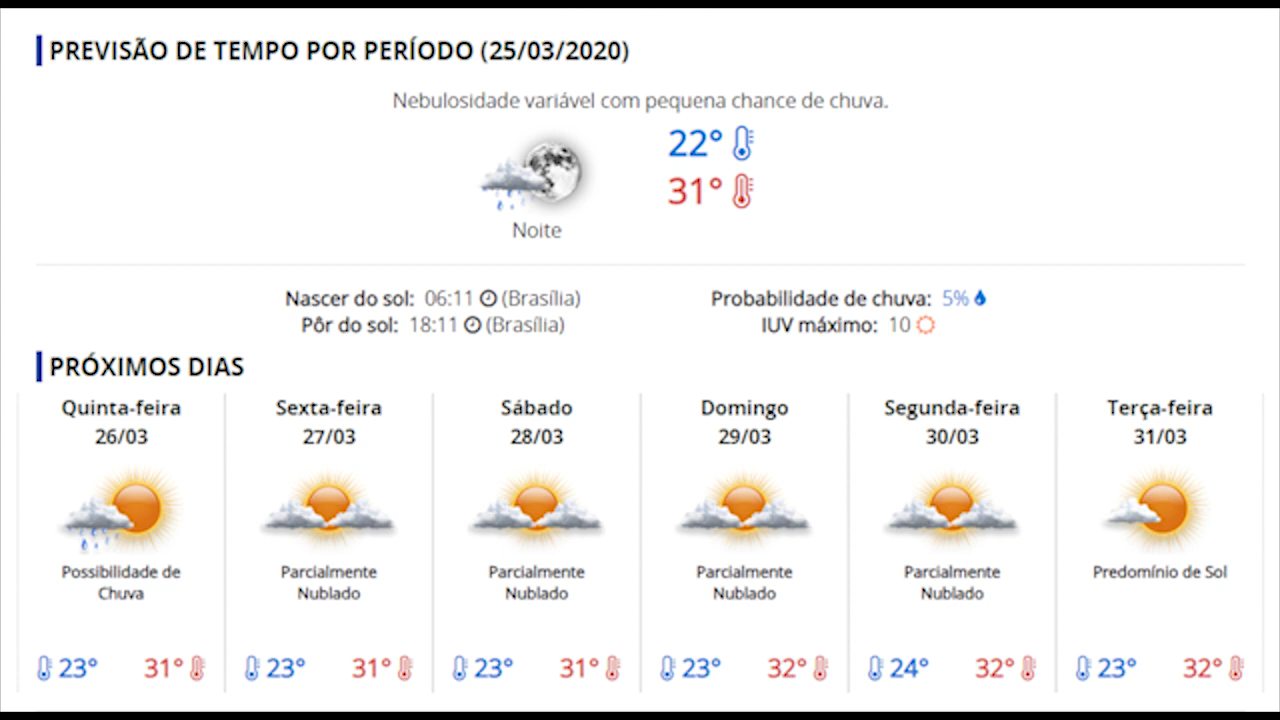 PREVISÃO DE TEMPO POR PERÍODO (25/03/2020)
Nebulosidade variável com pequena chance de chuva.
22°
31°
Noite
Nascer do sol: 06:11 (Brasília) Probabilidade de chuva: 5%
Pôr do sol: 18:11 (Brasília) IUV máximo: 10
PRÓXIMOS DIAS
Quinta-feira Sexta-feira Sábado Domingo Segunda-feira Terça-feira
26/03 27/03 28/03 29/03 30/03 31/03
Possibilidade de Parcialmente Parcialmente Parcialmente Parcialmente Predomínio de Sol
Chuva Nublado Nublado Nublado Nublado
23° 31° 23° 31° 23° 31° 23° 32° 24° 32° 23° 32°